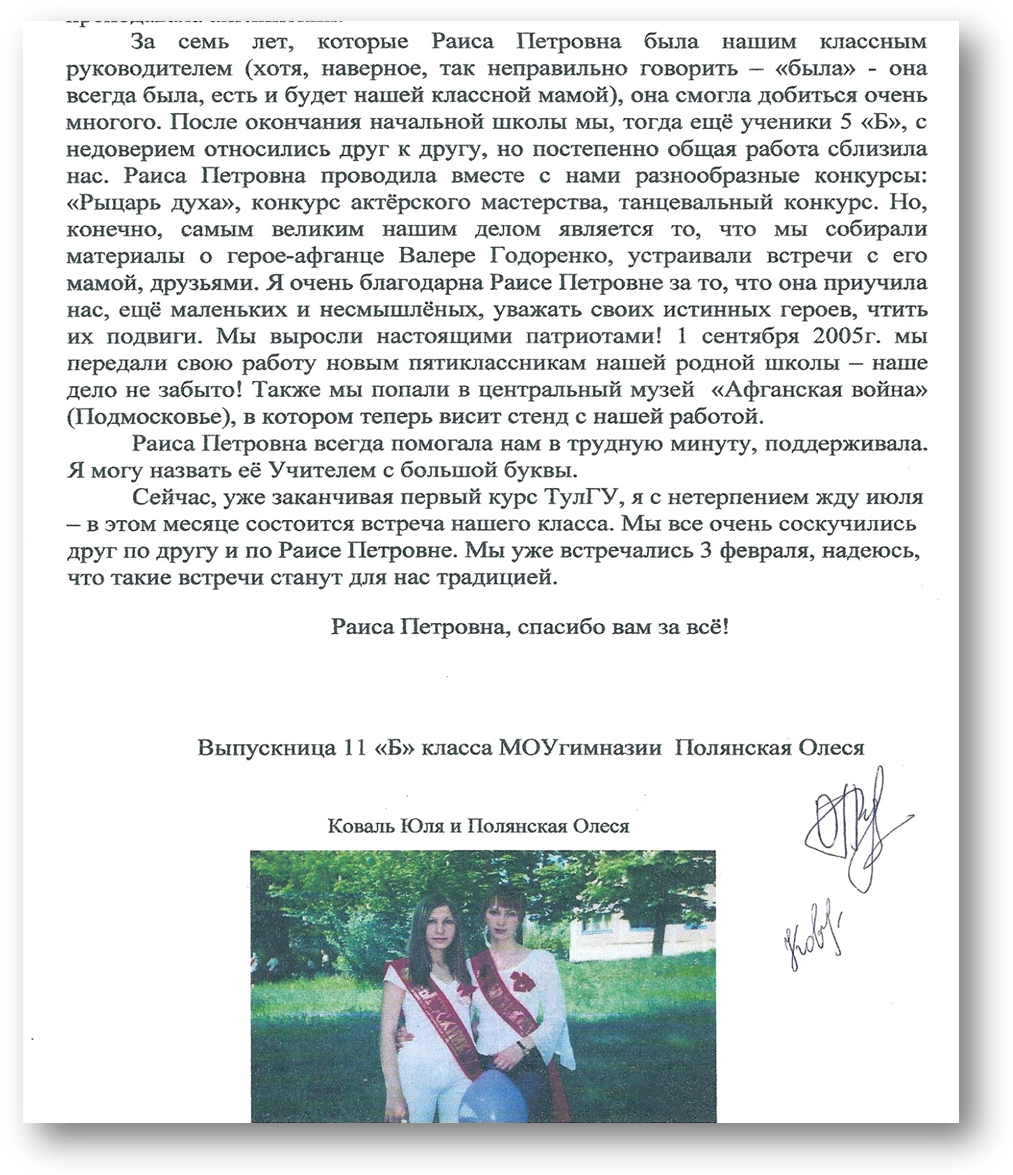 За семь лет, которые Раиса Петровна была нашим классным
руководителем (хотя, наверное, так неправильно говорить – «была» - она
всегда была, есть и будет нашей классной мамой), она смогла добиться очень
многого. После окончания начальной школы мы, тогда ещё ученики 5 «Б», с
недоверием относились друг к другу, но постепенно общая работа сблизила
нас. Раиса Петровна проводила вместе с нами разнообразные конкурсы:
«Рыцарь духа», конкурс актёрского мастерства, танцевальный конкурс. Но,
конечно, самым великим нашим делом является то, что мы собирали
материалы о герое-афганце Валере Годоренко, устраивали встречи с его
мамой, друзьями. Я очень благодарна Раисе Петровне за то, что она приучила
нас, ещё маленьких и несмышлёных, уважать своих истинных героев, чтить
их подвиги. Мы выросли настоящими патриотами! 1 сентября 2005г. мы
передали свою работу новым пятиклассникам нашей родной школы – наше
дело не забыто! Также мы попали в центральный музей «Афганская война»
(Подмосковье), в котором теперь висит стенд с нашей работой.
Раиса Петровна всегда помогала нам в трудную минуту, поддерживала.
Я могу назвать её Учителем с большой буквы.
Сейчас, уже заканчивая первый курс ТулГУ, я с нетерпением жду июля
– в этом месяце состоится встреча нашего класса. Мы все очень соскучились
друг по другу и по Раисе Петровне. Мы уже встречались 3 февраля, надеюсь,
что такие встречи станут для нас традицией.
Раиса Петровна, спасибо вам за всё!
Выпускница 11 «Б» класса МОУгимназии Полянская Олеся
Коваль Юля и Полянская Олеся